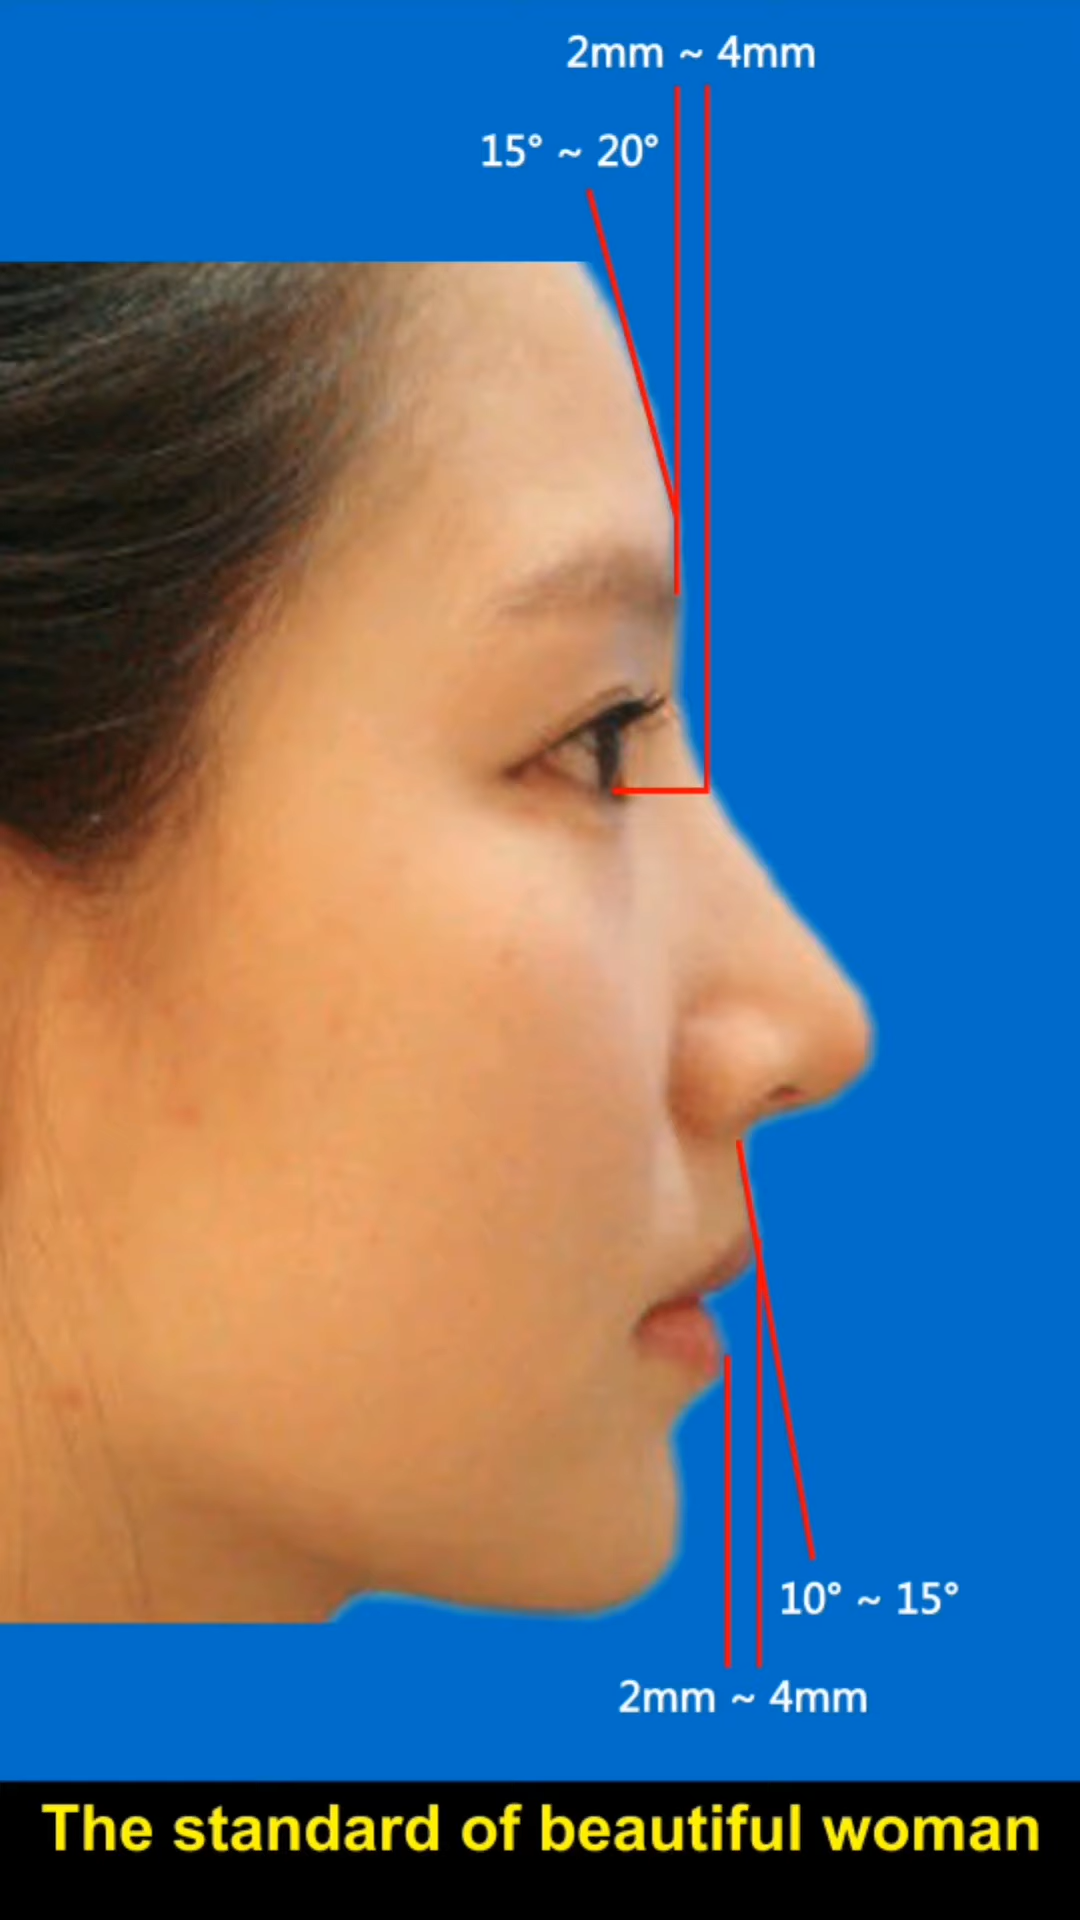 2mm ~ 4mm
15° ~ 20°
10° ~ 15°
2mm ~ 4mm
The standard of beautiful woman